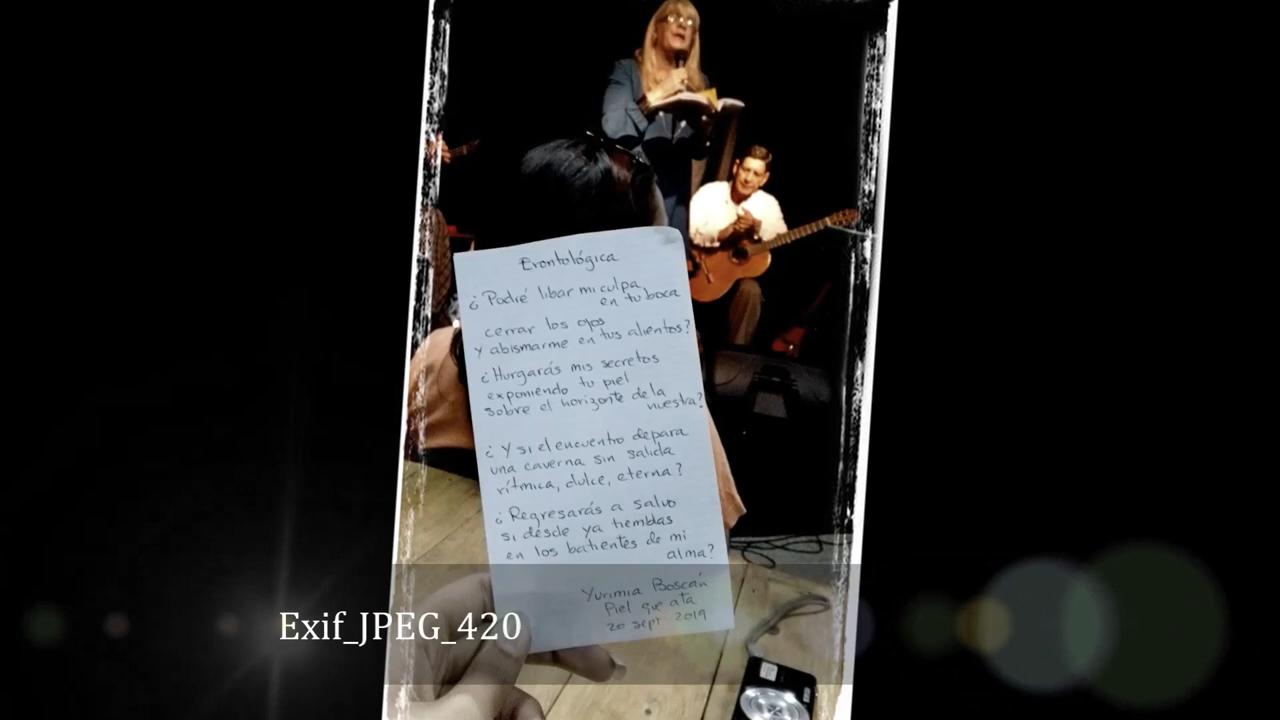 Erontológica
¿Podré libar mi culpa
en tu boca
cerrar los ojos
y abismarme en tus alientos?
¿Hurgarás mis secretos
exponiendo tu piel
sobre el horizonte de la
nuestra?
¿Y si el encuentro depara
una caverna sin salida
rítmica, dulce, eterna?
¿Regresarás a salvo
si desde ya tiemblas
en los batientes de mi
alma?
Yurimia Boscán
Piel que ata
20 sept 2019
Exif_JPEG_420